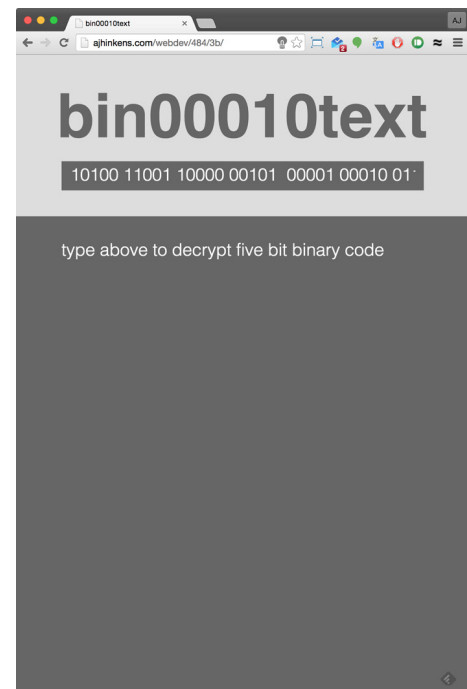 bin00010text
AJ
ajhinkens.com/webdev/484/3b/
bin00010text
10100 11001 10000 00101 00001 00010 01
type above to decrypt five bit binary code